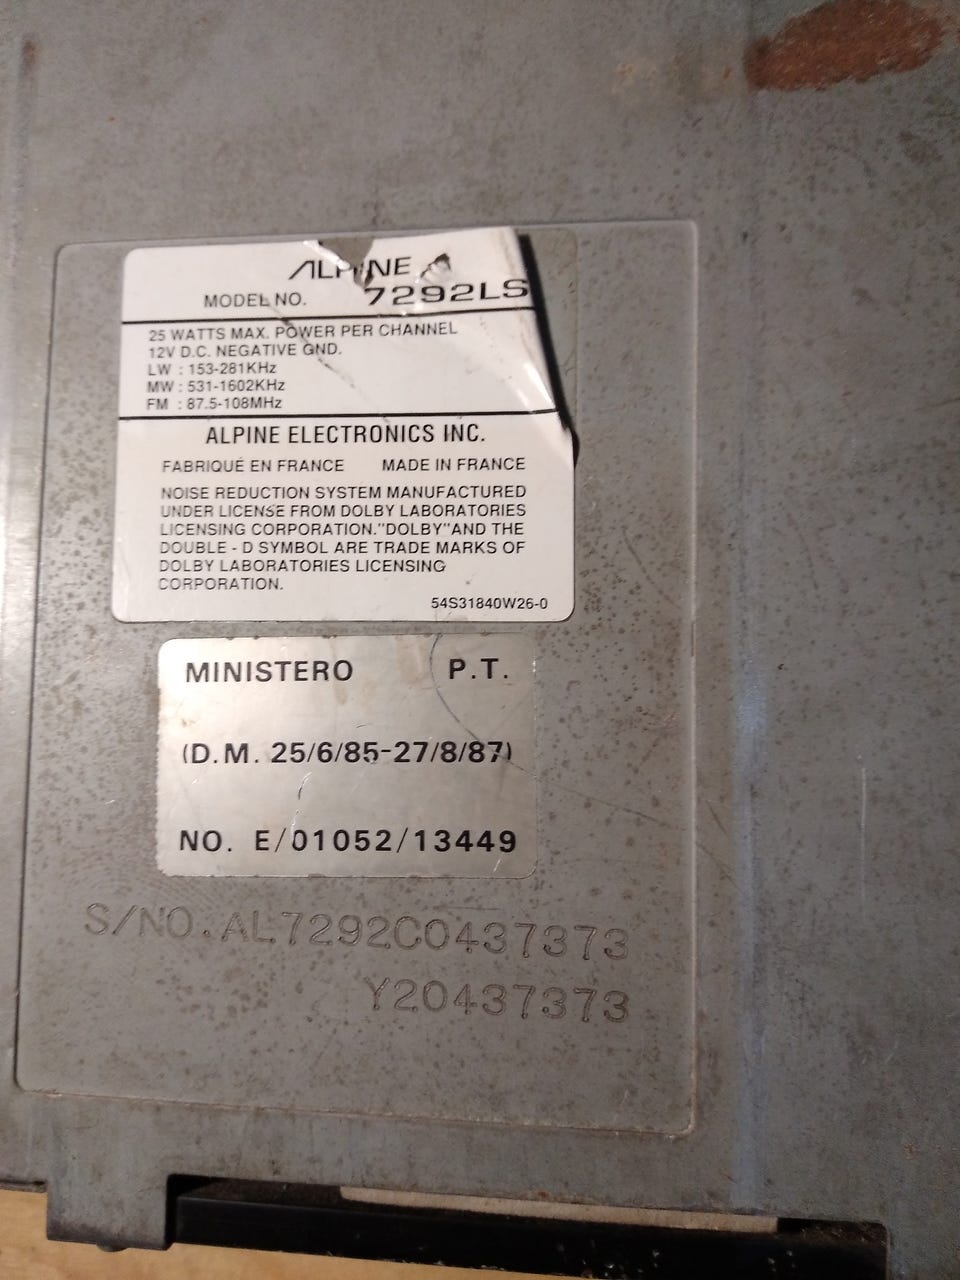 ALPINE
MODEL NO. 7292LS
25 WATTS MAX. POWER PER CHANNEL
12V D.C. NEGATIVE GND.
LW : 153-281KHz
MW : 531-1602KHz
FM : 87.5-108MHz
ALPINE ELECTRONICS INC.
FABRIQUÉ EN FRANCE MADE IN FRANCE
NOISE REDUCTION SYSTEM MANUFACTURED
UNDER LICENSE FROM DOLBY LABORATORIES
LICENSING CORPORATION."DOLBY"AND THE
DOUBLE - D SYMBOL ARE TRADE MARKS OF
DOLBY LABORATORIES LICENSING
CORPORATION.
54S31840W26-0
MINISTERO P.T.
(D.M. 25/6/85-27/8/87)
NO. E/01052/13449
S/NO.AL7292C0437373
Y20437373